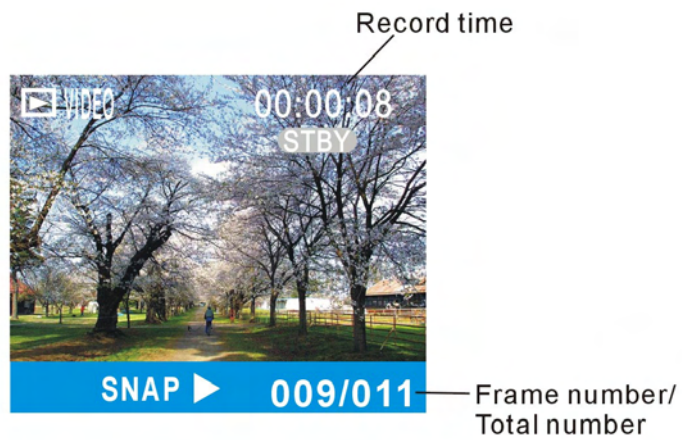 Record time
VIDEO 00:00:08
STBY
SNAP 009/011
Frame number/
Total number